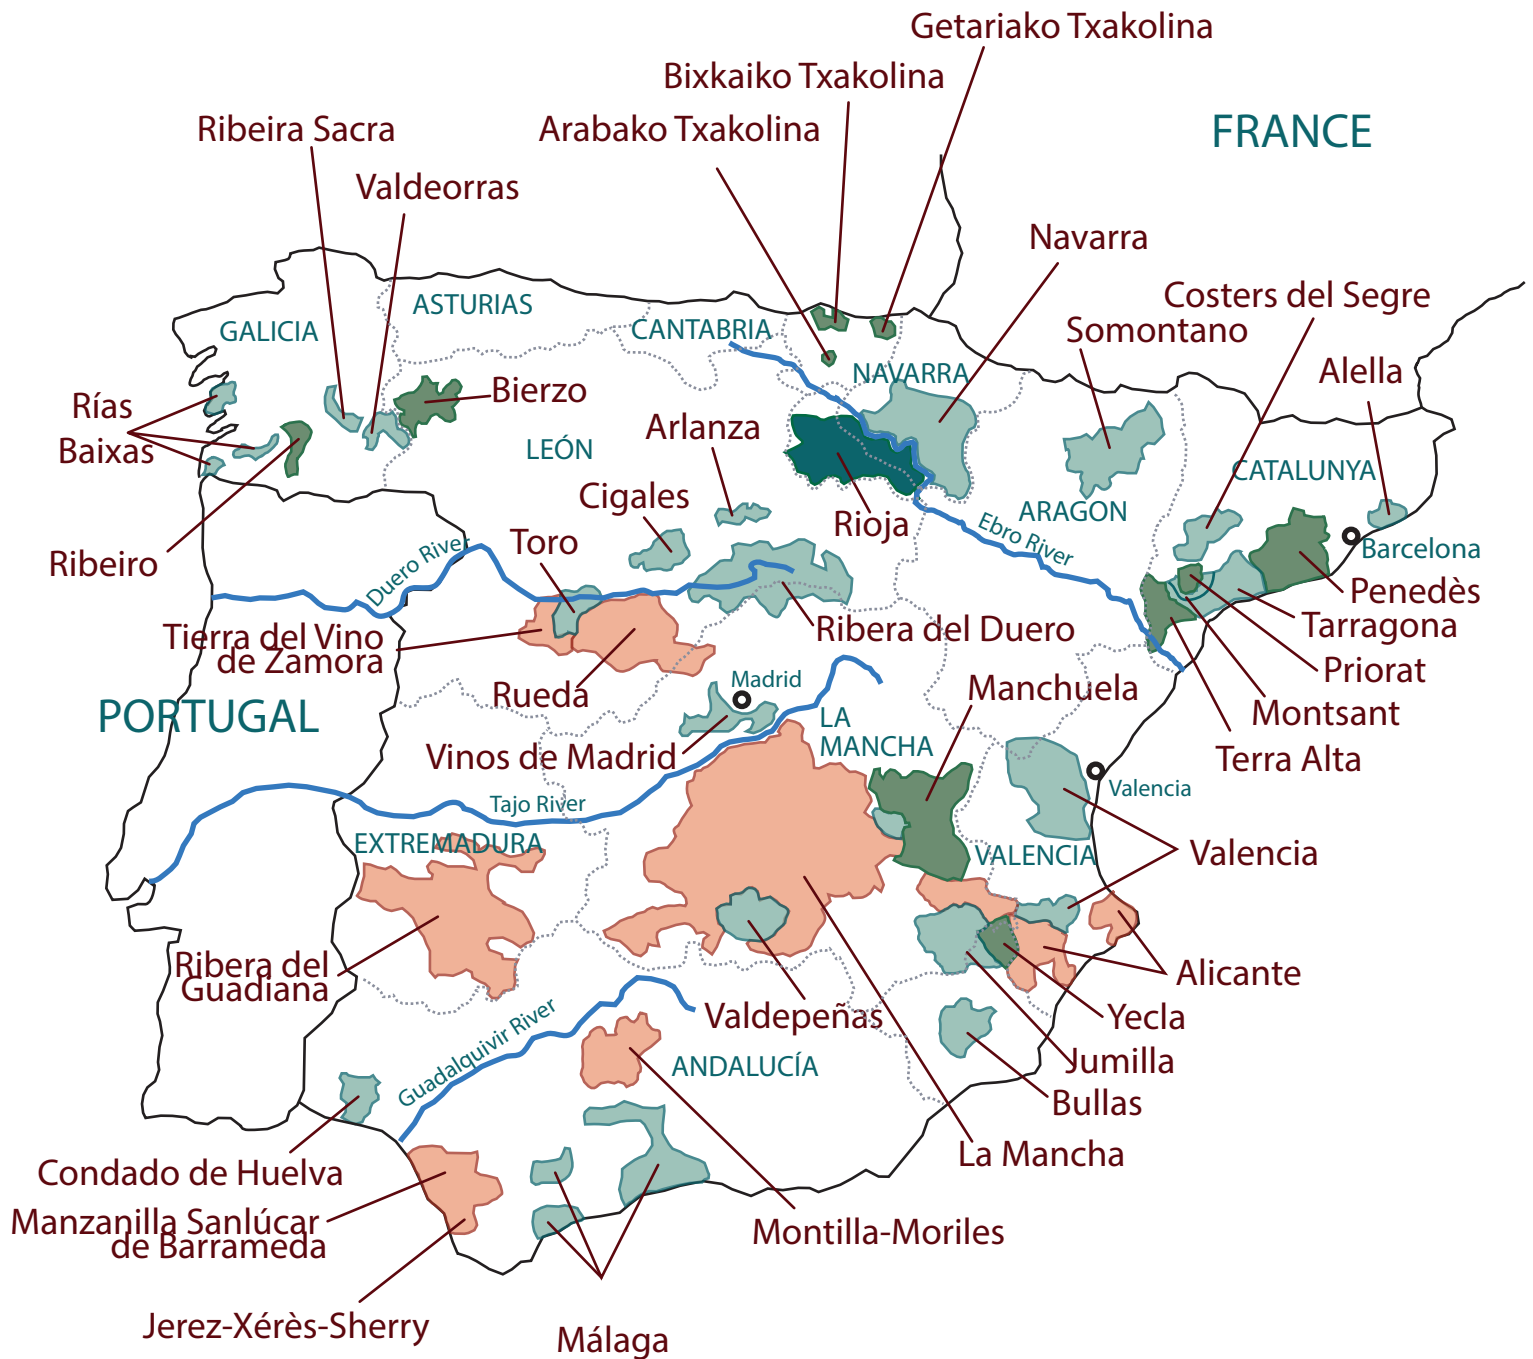 Getariako Txakolina
Bixkaiko Txakolina
Arabako Txakolina
Ribeira Sacra
FRANCE
Valdeorras
Navarra
Costers del Segre
Somontano
ASTURIAS
GALICIA
CANTABRIA
NAVARRA
Alella
Bierzo
Rías
Baixas
Arlanza
LEÓN
CATALUNYA
Cigales
Rioja
ARAGON
Ebro River
Toro
Barcelona
Ribeiro
Duero River
Penedès
Tarragona
Tierra del Vino
de Zamora
Ribera del Duero
Priorat
Rueda
Madrid
Manchuela
PORTUGAL
LA
MANCHA
Montsant
Vinos de Madrid
Terra Alta
Tajo River
Valencia
EXTREMADURA
VALENCIA
Valencia
Ribera del
Guadiana
Alicante
Valdepeñas
Yecla
Guadalquivir River
ANDALUCÍA
Jumilla
Bullas
La Mancha
Condado de Huelva
Manzanilla Sanlúcar
de Barrameda
Montilla-Moriles
Jerez-Xérès-Sherry
Málaga